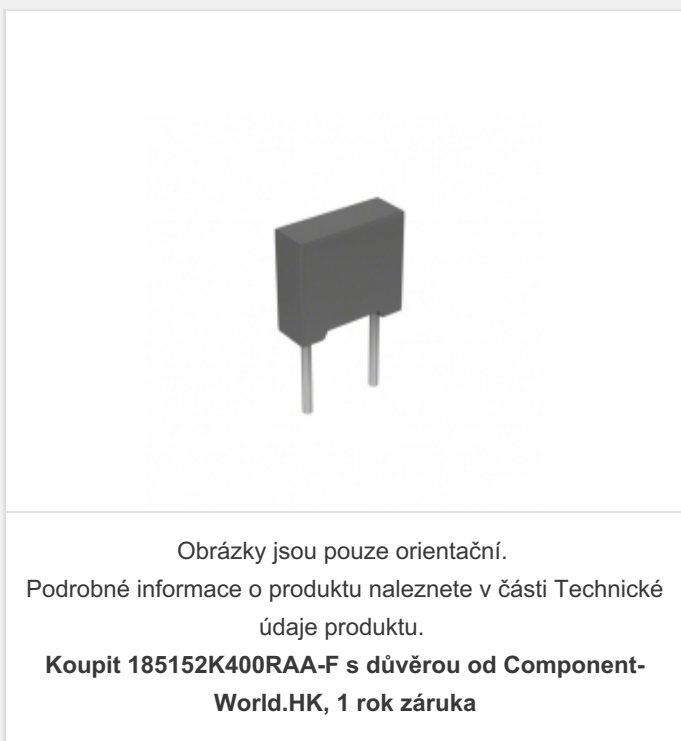 Obrázky jsou pouze orientační.
Podrobné informace o produktu naleznete v části Technické
údaje produktu.
Koupit 185152K400RAA-F s důvěrou od Component-
World.HK, 1 rok záruka